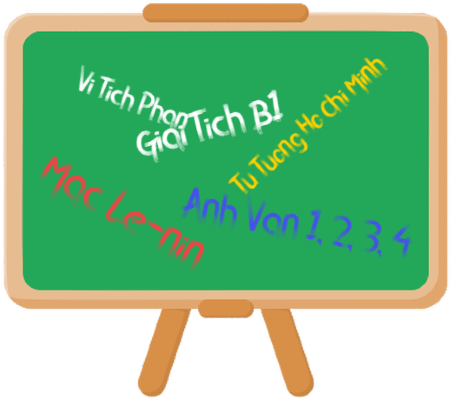 Vi Tich Phan
Giai Tich B1
Tu Tuong Ho Chi Minh
Mac Le-nin
Anh Van 1, 2, 3, 4